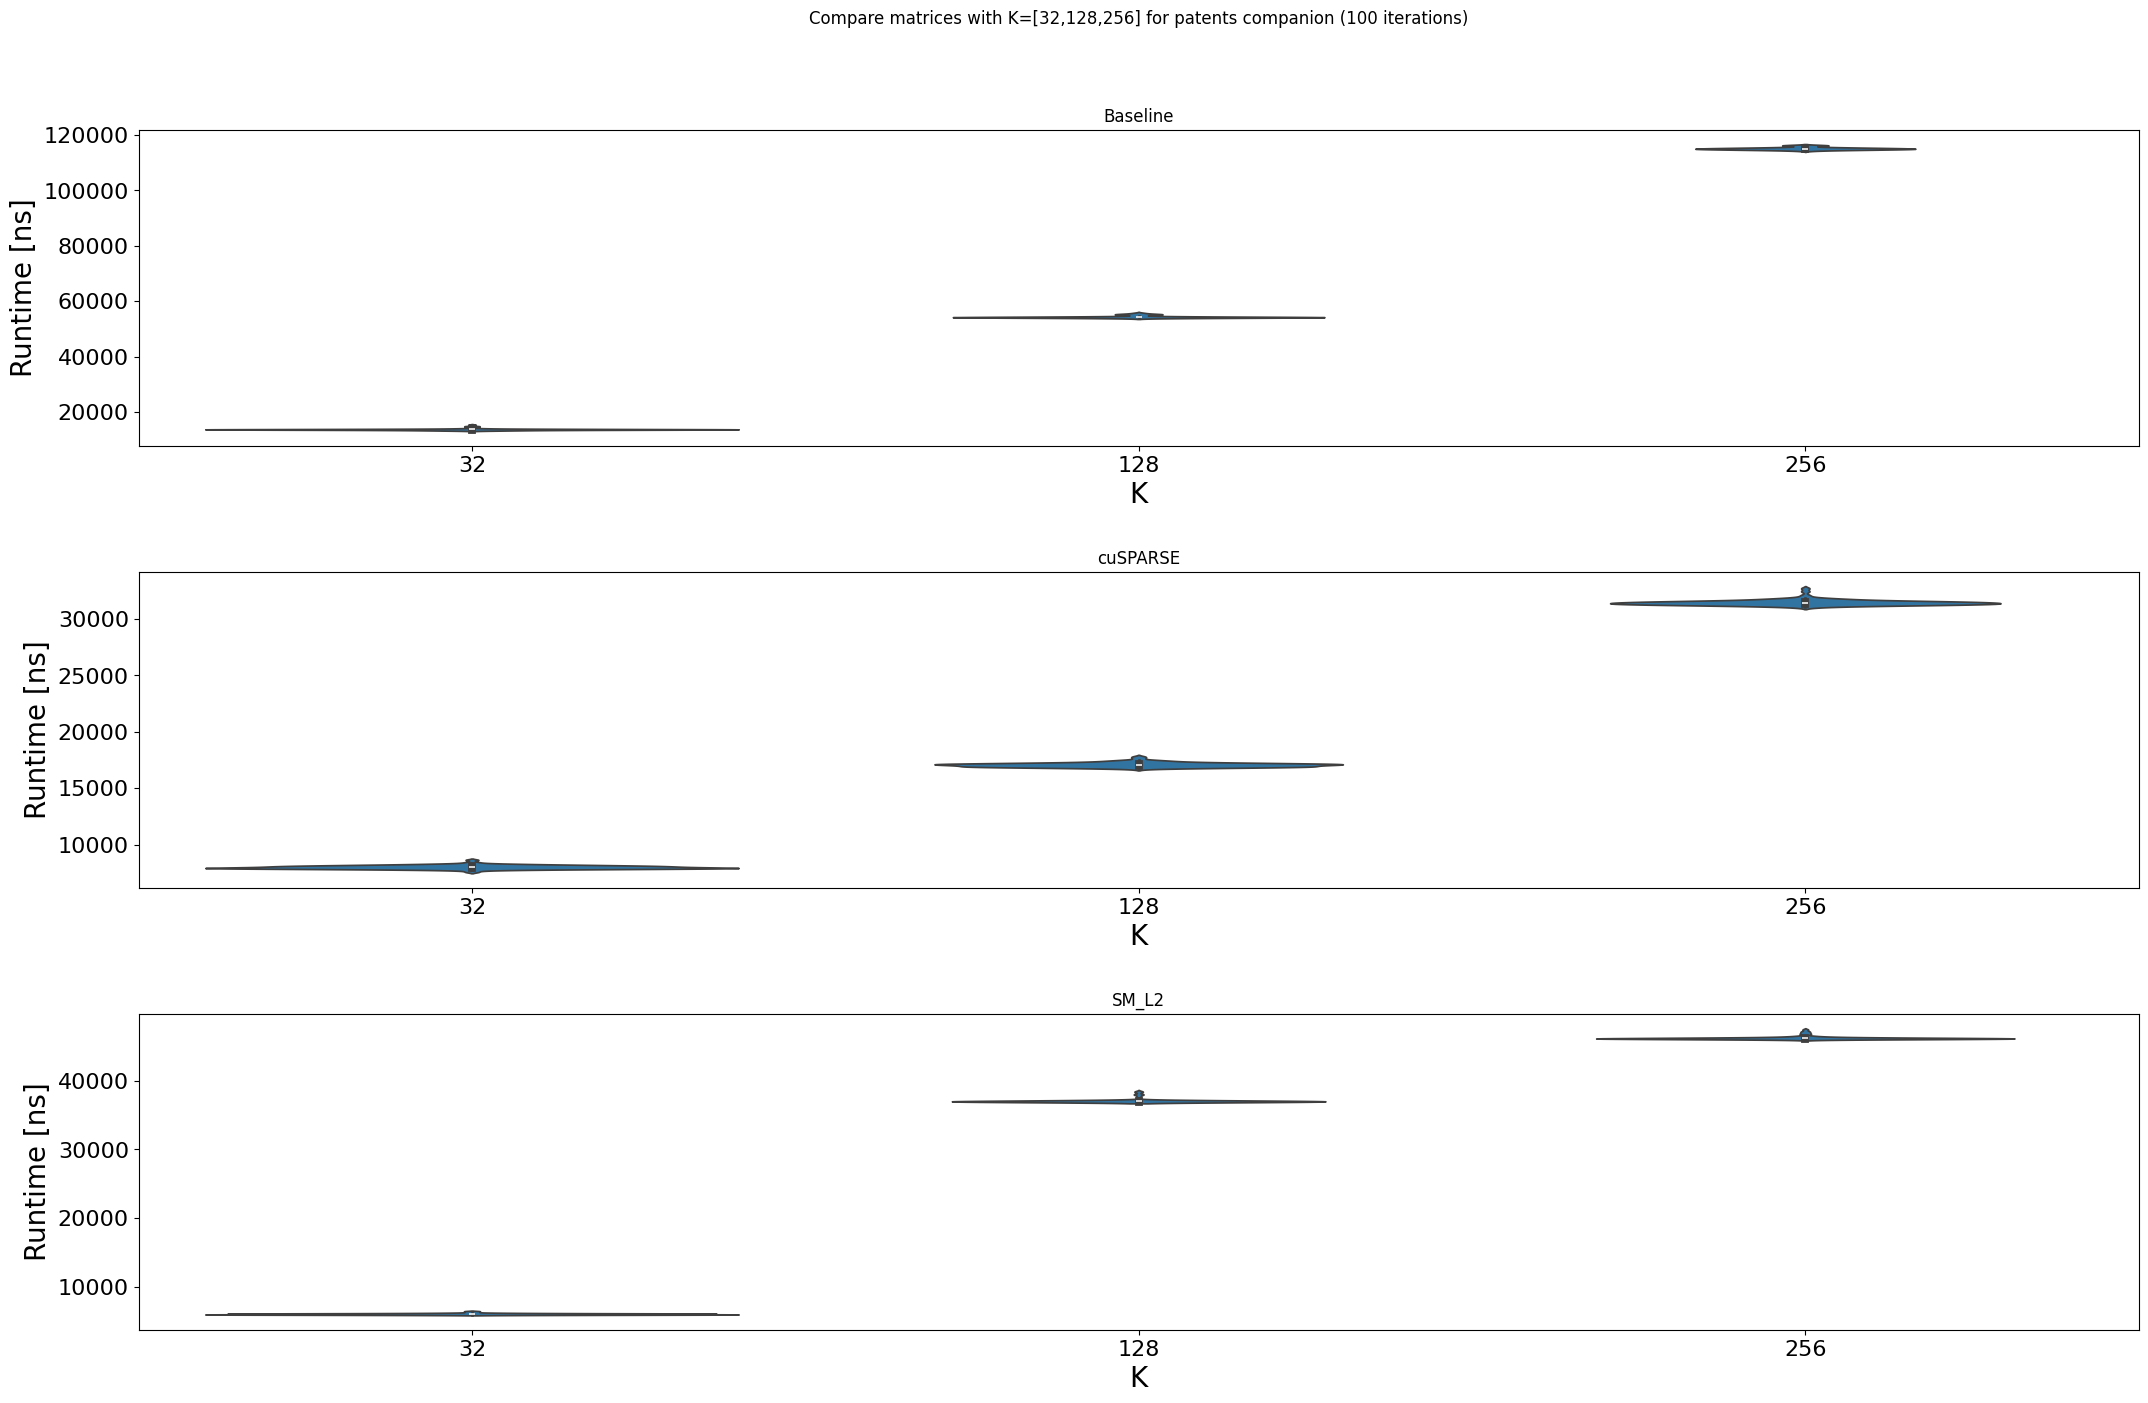 Compare matrices with K=[32,128,256] for patents companion (100 iterations)
Baseline
Runtime [ns]
120000
100000
80000
60000
40000
20000
32 128 256
K
cuSPARSE
Runtime [ns]
30000
25000
20000
15000
10000
32 128 256
K
SM_L2
Runtime [ns]
40000
30000
20000
10000
32 128 256
K